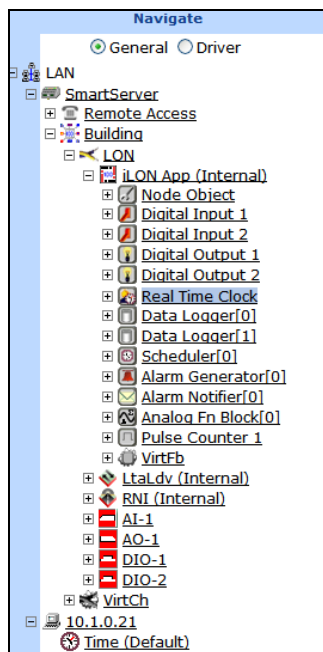 Navigate
General Driver
LAN
SmartServer
Remote Access
Building
LON
iLON App (Internal)
Node Object
Digital Input 1
Digital Input 2
Digital Output 1
Digital Output 2
Real Time Clock
Data Logger[0]
Data Logger[1]
Scheduler[0]
Alarm Generator[0]
Alarm Notifier[0]
Analog Fn Block[0]
Pulse Counter 1
VirtFb
LtaLdv (Internal)
RNI (Internal)
AI-1
AO-1
DIO-1
DIO-2
VirtCh
10.1.0.21
Time (Default)